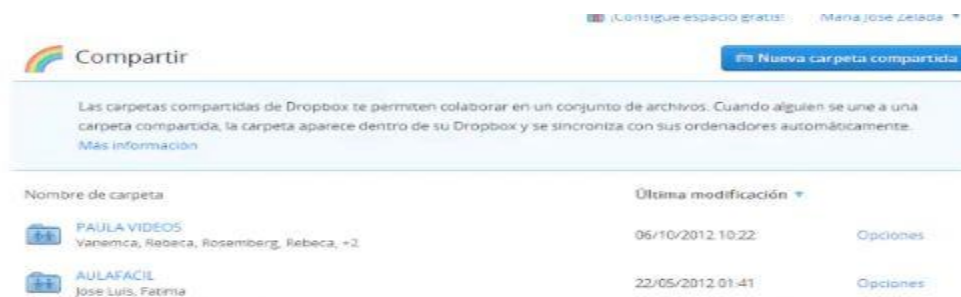 ¡Consigue espacio gratis! Maria Jose Zelada
Compartir
Nueva carpeta compartida
Las carpetas compartidas de Dropbox te permiten colaborar en un conjunto de archivos. Cuando alguien se une a una
carpeta compartida, la carpeta aparece dentro de su Dropbox y se sincroniza con sus ordenadores automáticamente.
Más información
Nombre de carpeta Última modificación
PAULA VIDEOS
Vanemca, Rebeca, Rosemberg, Rebeca, +2
06/10/2012 10:22 Opciones
AULAFACIL
Jose Luis, Fatima
22/05/2012 01:41 Opciones